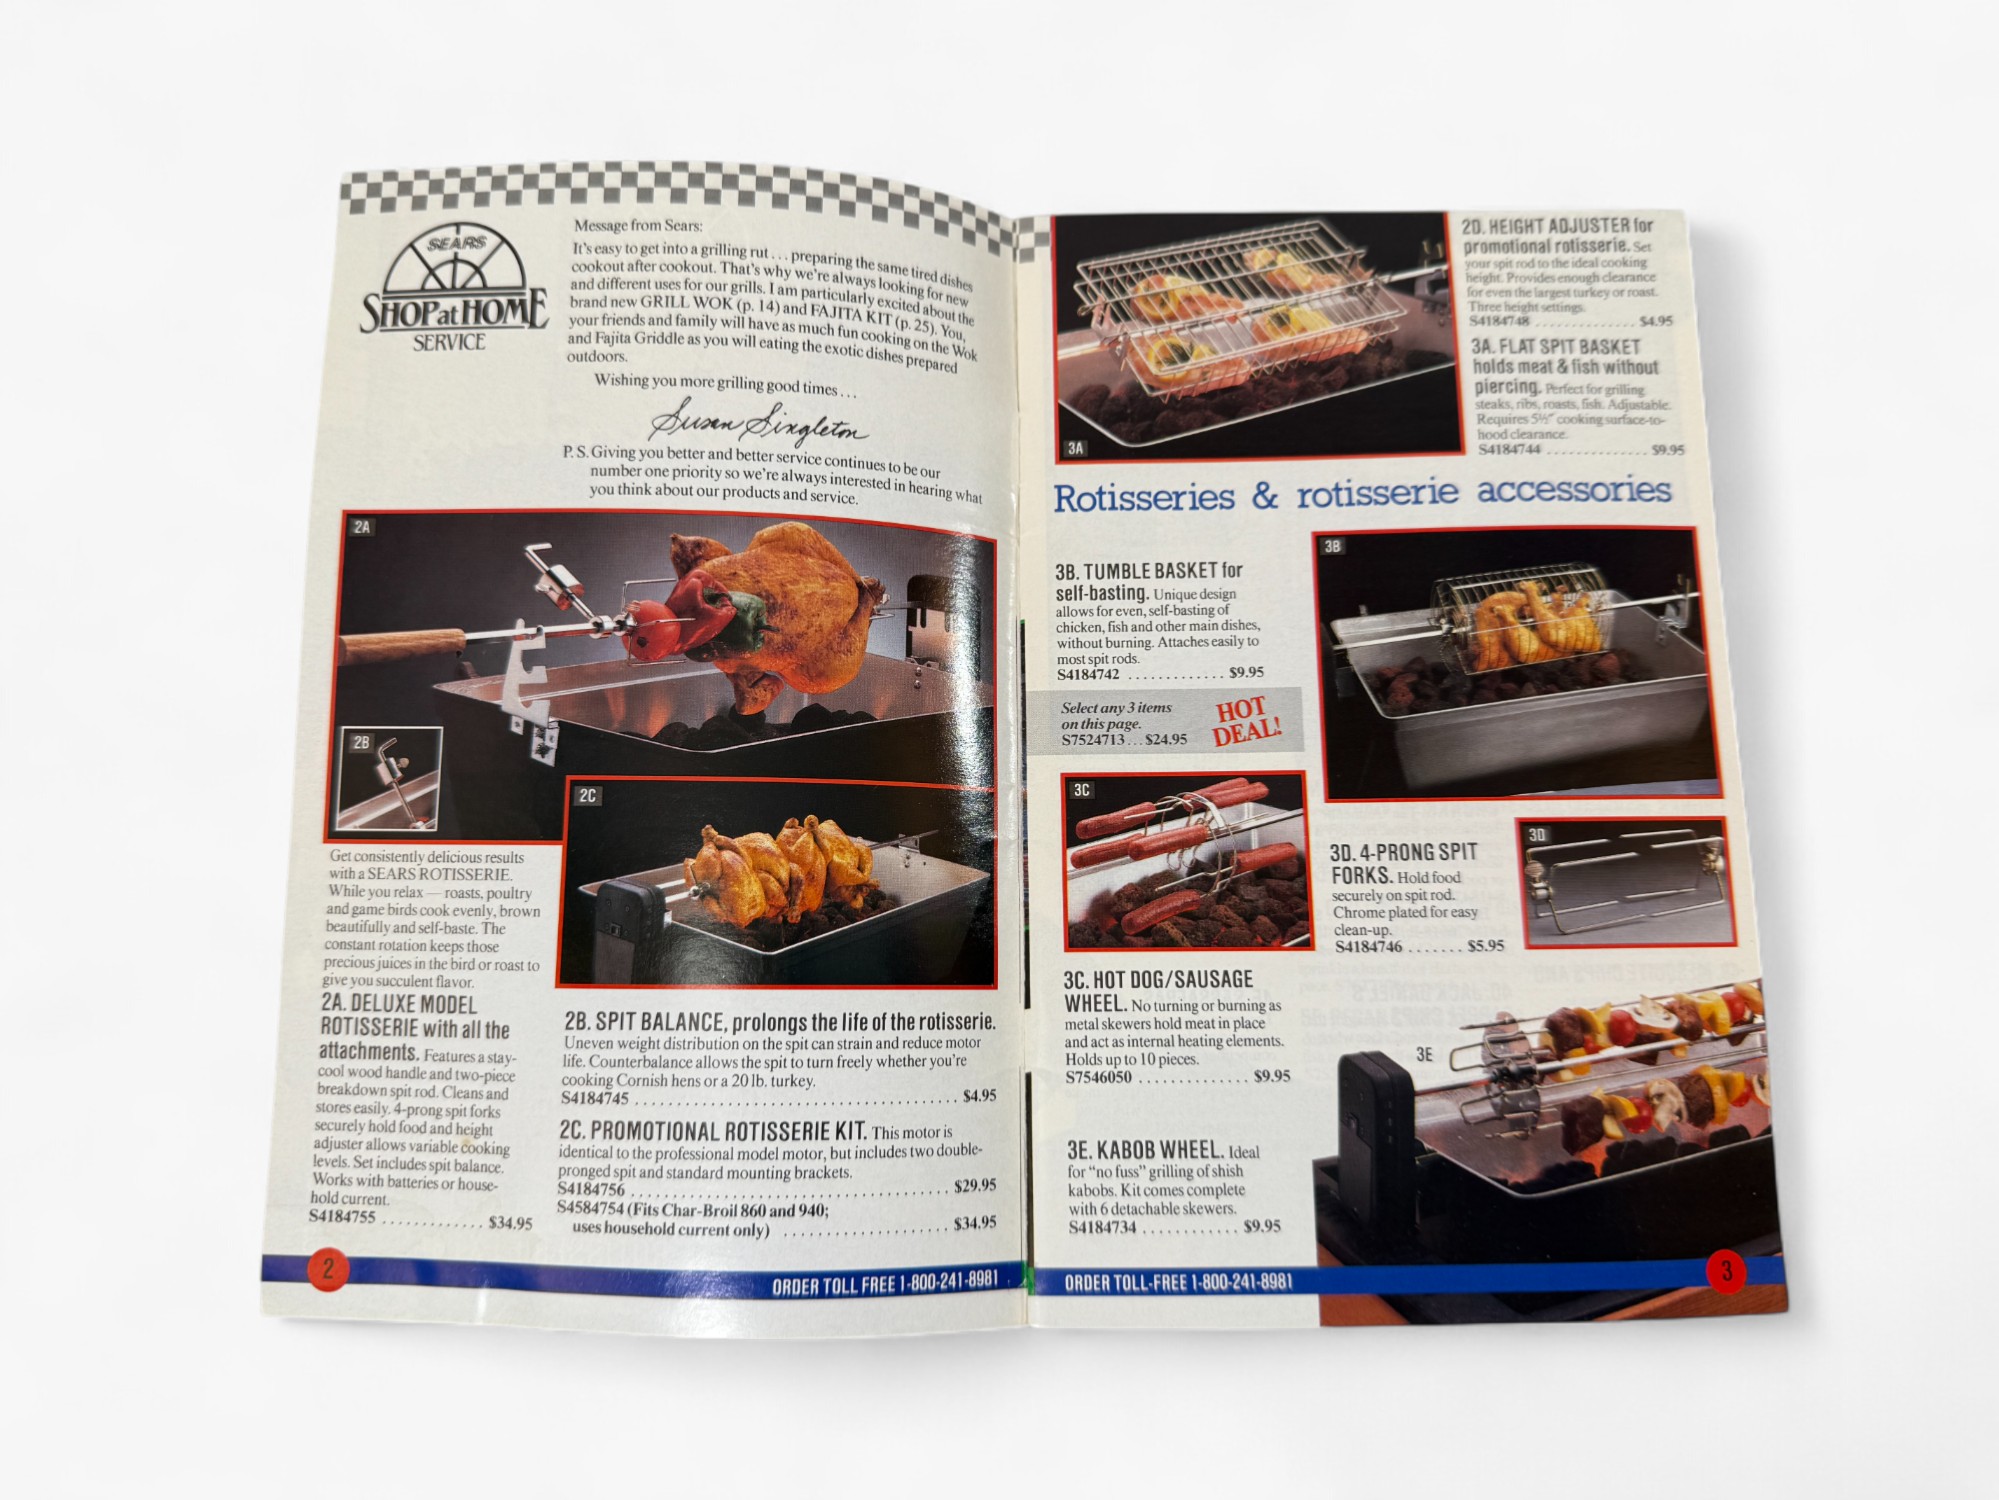 SEARS
SHOP at HOME
SERVICE
Message from Sears:
It's easy to get into a grilling rut . . . preparing the same tired dishes
cookout after cookout. That's why we're always looking for new
and different uses for our grills. I am particularly excited about the
brand new GRILL WOK (p. 14) and FAJITA KIT (p. 25). You,
your friends and family will have as much fun cooking on the Wok
and Fajita Griddle as you will eating the exotic dishes prepared
outdoors.
Wishing you more grilling good times . . .
Susan Singleton
P. S. Giving you better and better service continues to be our
number one priority so we're always interested in hearing what
you think about our products and service.
2A
2B
2C
Get consistently delicious results
with a SEARS ROTISSERIE.
While you relax — roasts, poultry
and game birds cook evenly, brown
beautifully and self-baste. The
constant rotation keeps those
precious juices in the bird or roast to
give you succulent flavor.
2A. DELUXE MODEL
ROTISSERIE with all the
attachments. Features a stay-
cool wood handle and two-piece
breakdown spit rod. Cleans and
stores easily. 4-prong spit forks
securely hold food and height
adjuster allows variable cooking
levels. Set includes spit balance.
Works with batteries or house-
hold current.
S4184755 . . . . . . . . . . . . . $34.95
2B. SPIT BALANCE, prolongs the life of the rotisserie.
Uneven weight distribution on the spit can strain and reduce motor
life. Counterbalance allows the spit to turn freely whether you're
cooking Cornish hens or a 20 lb. turkey.
S4184745 . . . . . . . . . . . . . . . . . . . . . . . . . . . . . . . . . . . . . . . $4.95
2C. PROMOTIONAL ROTISSERIE KIT. This motor is
identical to the professional model motor, but includes two double-
pronged spit and standard mounting brackets.
S4184756 . . . . . . . . . . . . . . . . . . . . . . . . . . . . . . . . . . . . . . $29.95
S4584754 (Fits Char-Broil 860 and 940;
uses household current only) . . . . . . . . . . . . . . . . . . . . $34.95
2
ORDER TOLL FREE 1-800-241-8981
3A
2D. HEIGHT ADJUSTER for
promotional rotisserie. Set
your spit rod to the ideal cooking
height. Provides enough clearance
for even the largest turkey or roast.
Three height settings.
S4184748 . . . . . . . . . . . . . . $4.95
3A. FLAT SPIT BASKET
holds meat & fish without
piercing. Perfect for grilling
steaks, ribs, roasts, fish. Adjustable.
Requires 5½" cooking surface-to-
hood clearance.
S4184744 . . . . . . . . . . . . . . $9.95
Rotisseries & rotisserie accessories
3B. TUMBLE BASKET for
self-basting. Unique design
allows for even, self-basting of
chicken, fish and other main dishes,
without burning. Attaches easily to
most spit rods.
S4184742 . . . . . . . . . . . . . $9.95
3B
Select any 3 items
on this page.
S7524713 . . . $24.95
HOT
DEAL!
3C
3D. 4-PRONG SPIT
FORKS. Hold food
securely on spit rod.
Chrome plated for easy
clean-up.
S4184746 . . . . . . . $5.95
3D
3C. HOT DOG/SAUSAGE
WHEEL. No turning or burning as
metal skewers hold meat in place
and act as internal heating elements.
Holds up to 10 pieces.
S7546050 . . . . . . . . . . . . . . $9.95
3E
3E. KABOB WHEEL. Ideal
for "no fuss" grilling of shish
kabobs. Kit comes complete
with 6 detachable skewers.
S4184734 . . . . . . . . . . . . $9.95
ORDER TOLL-FREE 1-800-241-8981
3